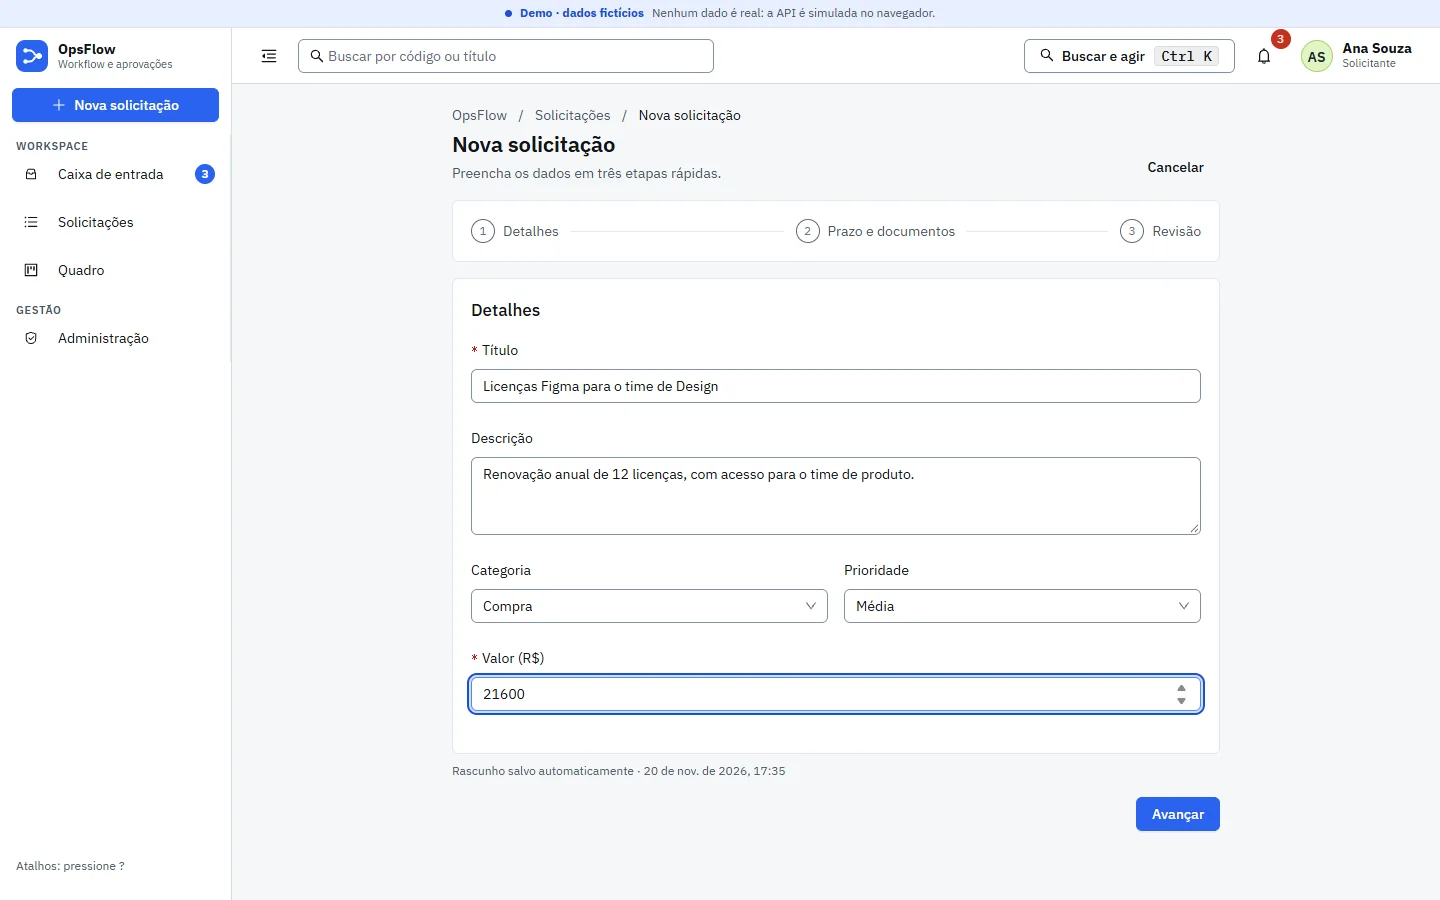 Demo · dados fictícios Nenhum dado é real: a API é simulada no navegador.
OpsFlow
Workflow e aprovações
Nova solicitação
WORKSPACE
Caixa de entrada 3
Solicitações
Quadro
GESTÃO
Administração
Atalhos: pressione ?
Buscar por código ou título
Buscar e agir Ctrl K
3
AS
Ana Souza
Solicitante
OpsFlow / Solicitações / Nova solicitação
Nova solicitação
Preencha os dados em três etapas rápidas.
Cancelar
1 Detalhes 2 Prazo e documentos 3 Revisão
Detalhes
* Título
Licenças Figma para o time de Design
Descrição
Renovação anual de 12 licenças, com acesso para o time de produto.
Categoria Prioridade
Compra Média
* Valor (R$)
21600
Rascunho salvo automaticamente · 20 de nov. de 2026, 17:35
Avançar